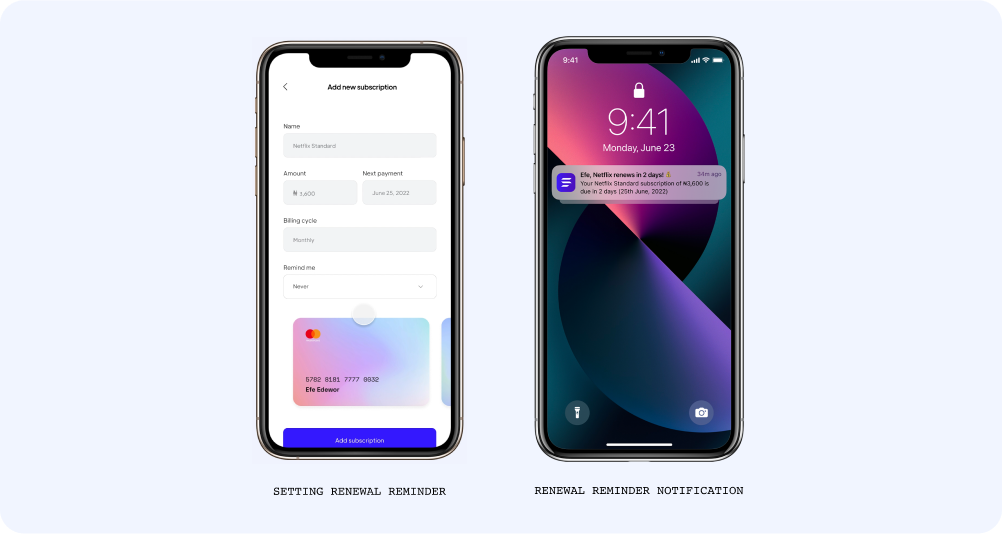 Add new subscription
Name
Netflix Standard
Amount
Next payment
₦ 1,600
June 25, 2022
Billing cycle
Monthly
Remind me
Never
5782 8181 7777 0032
Efe Edewor
Add subscription
SETTING RENEWAL REMINDER
9:41
9:41
Monday, June 23
Efe, Netflix renews in 2 days! ⚠️
34m ago
Your Netflix Standard subscription of ₦3,600 is
due in 2 days (25th June, 2022)
RENEWAL REMINDER NOTIFICATION